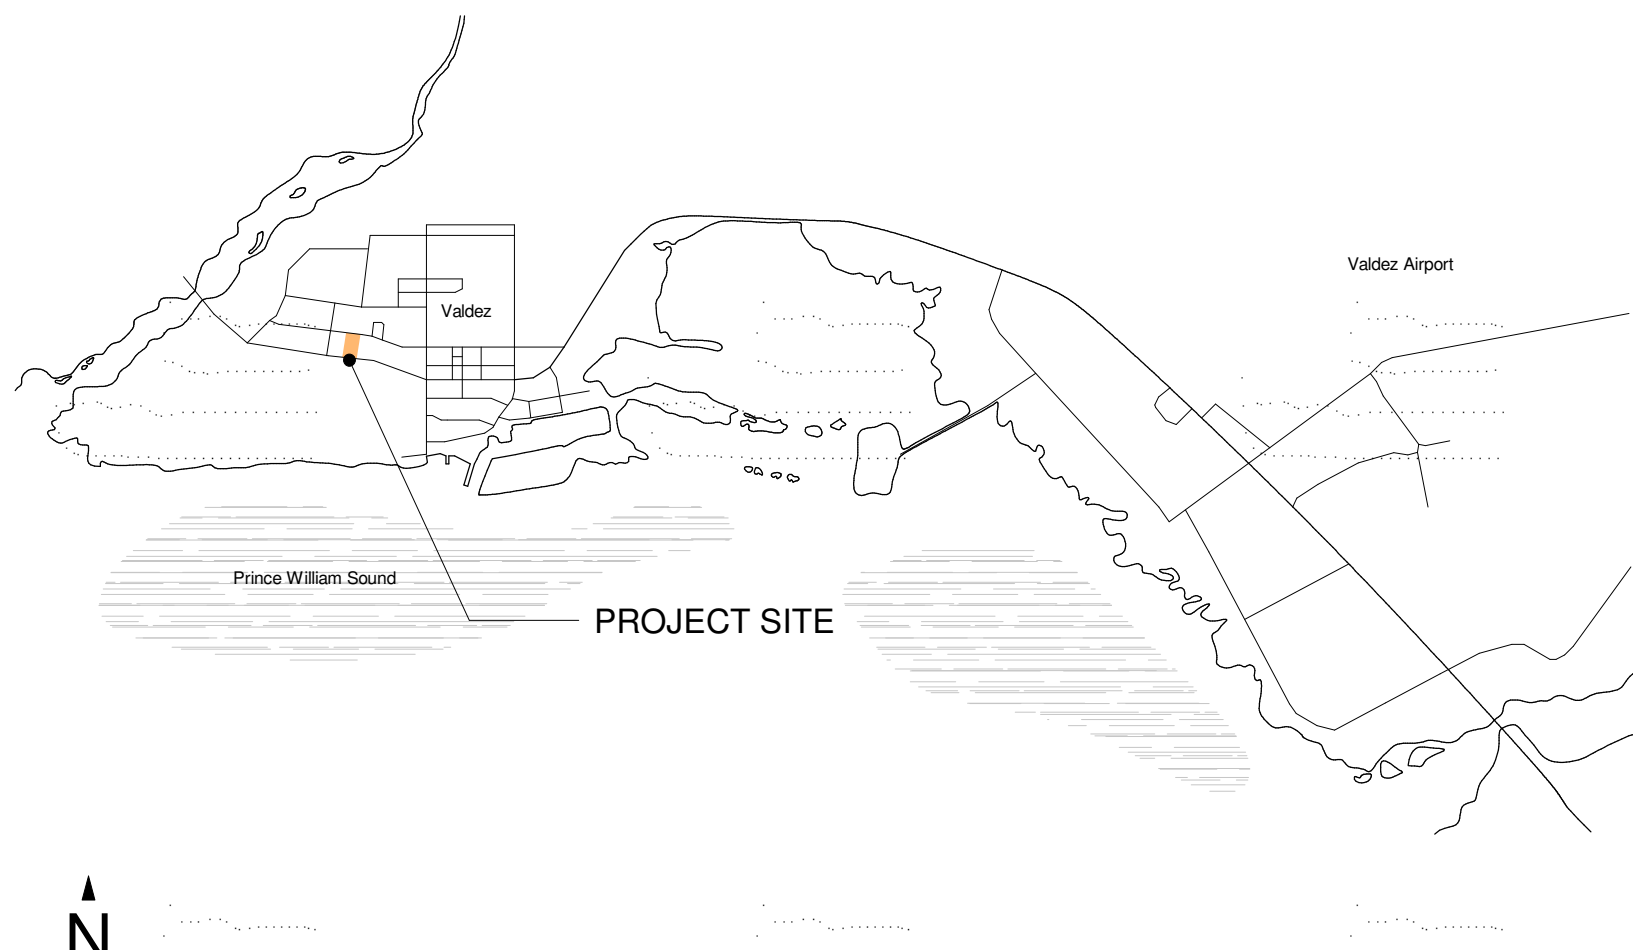 Valdez Airport
Valdez
Prince William Sound
PROJECT SITE
N